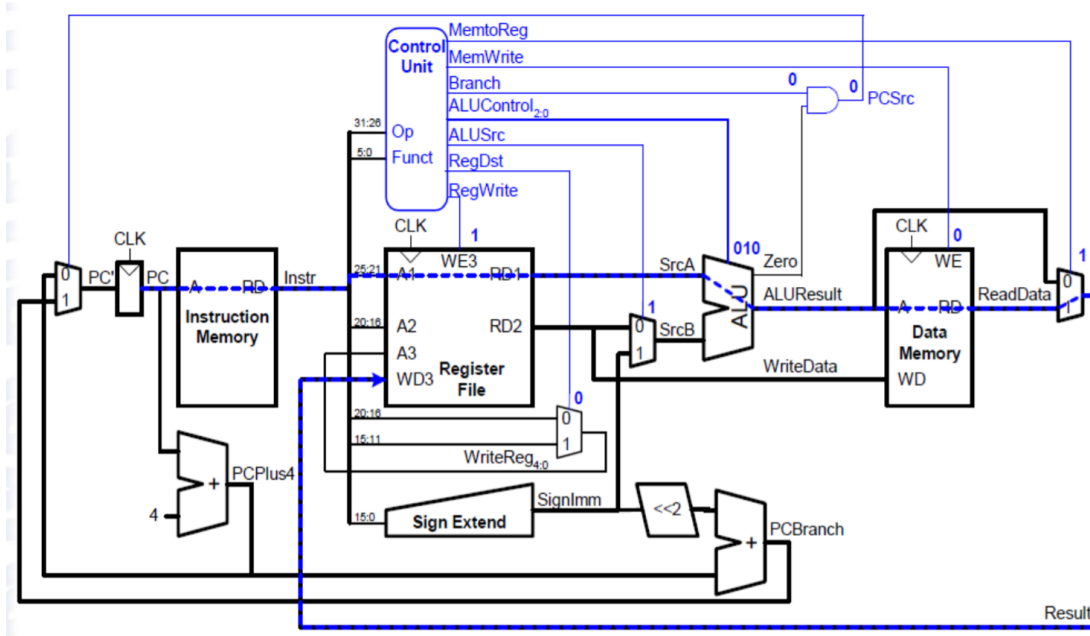 MemtoReg
Control Unit
MemWrite
Branch
0
0
PCSrc
ALUControl2:0
31:26
Op
ALUSrc
5:0
Funct
RegDst
RegWrite
CLK
CLK
CLK
1
010
0
0
PC'
PC
A
RD
Instr
25:21
A1
WE3
RD1
SrcA
Zero
WE
1
0
1
Instruction Memory
1
ALU
ALUResult
A
RD
ReadData
1
20:16
A2
RD2
0
SrcB
Data Memory
A3
1
Register File
WD3
WriteData
WD
0
20:16
0
15:11
1
WriteReg4:0
PCPlus4
+
4
15:0
Sign Extend
SignImm
<<2
+
PCBranch
Result